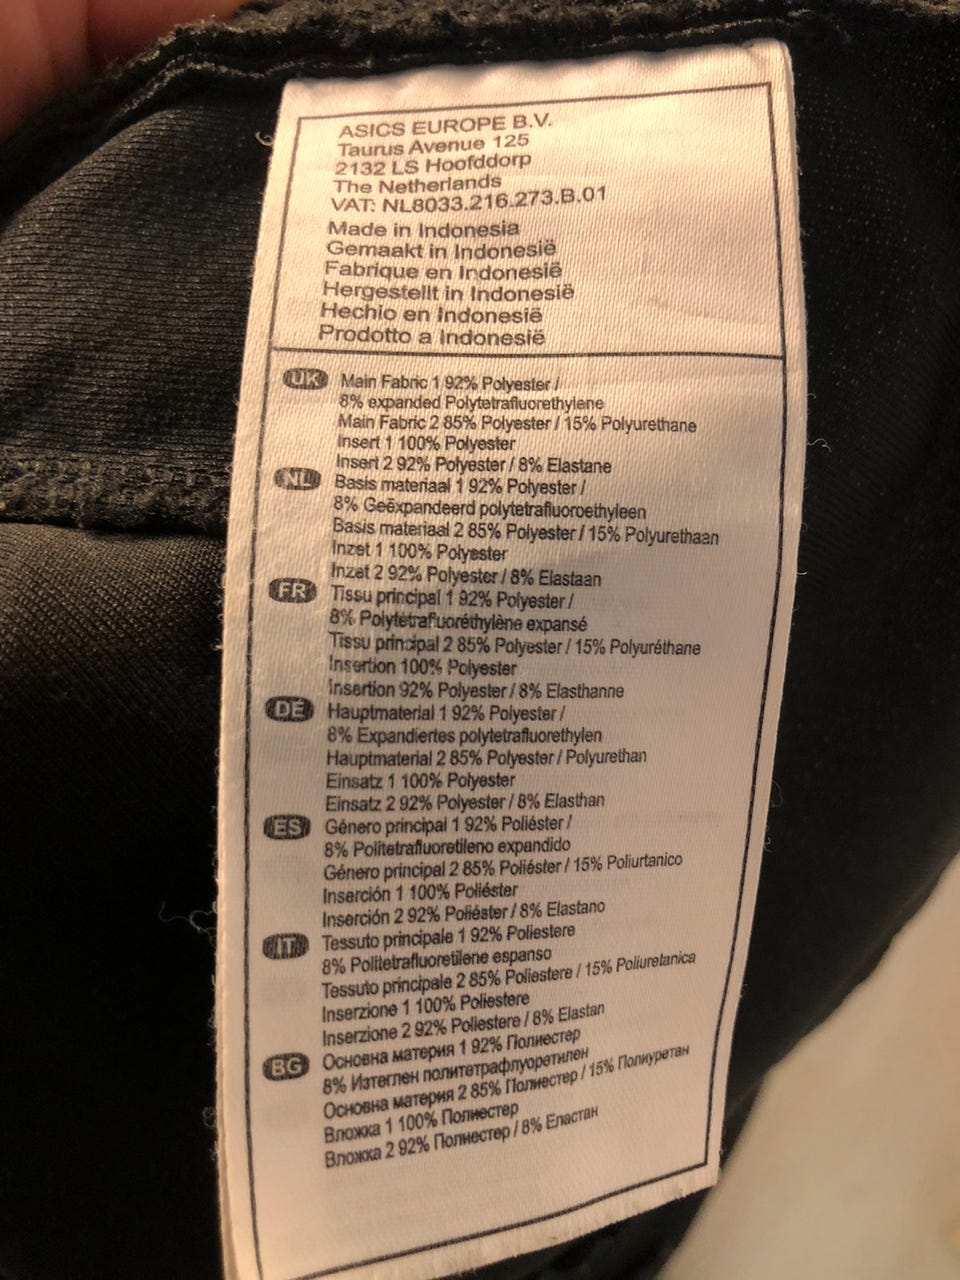 ASICS EUROPE B.V.
Taurus Avenue 125
2132 LS Hoofddorp
The Netherlands
VAT: NL8033.216.273.B.01
Made in Indonesia
Gemaakt in Indonesië
Fabrique en Indonesië
Hergestellt in Indonesië
Hechio en Indonesië
Prodotto a Indonesië
UK Main Fabric 1 92% Polyester /
8% expanded Polytetrafluorethylene
Main Fabric 2 85% Polyester / 15% Polyurethane
Insert 1 100% Polyester
Insert 2 92% Polyester / 8% Elastane
NL Basis materiaal 1 92% Polyester /
8% Geëxpandeerd polytetrafluoroethyleen
Basis materiaal 2 85% Polyester / 15% Polyurethaan
Inzet 1 100% Polyester
Inzet 2 92% Polyester / 8% Elastaan
FR Tissu principal 1 92% Polyester /
8% Polytétrafluoréthylène expansé
Tissu principal 2 85% Polyester / 15% Polyuréthane
Insertion 100% Polyester
Insertion 92% Polyester / 8% Elasthanne
DE Hauptmaterial 1 92% Polyester /
8% Expandiertes polytetrafluorethylen
Hauptmaterial 2 85% Polyester / Polyurethan
Einsatz 1 100% Polyester
Einsatz 2 92% Polyester / 8% Elasthan
ES Género principal 1 92% Poliéster /
8% Politetrafluoretileno expandido
Género principal 2 85% Poliéster / 15% Poliurtanico
Inserción 1 100% Poliéster
Inserción 2 92% Poliéster / 8% Elastano
IT Tessuto principale 1 92% Poliestere
8% Politetrafluoretilene espanso
Tessuto principale 2 85% Poliestere / 15% Poliuretanica
Inserzione 1 100% Poliestere
Inserzione 2 92% Poliestere / 8% Elastan
BG Основна материя 1 92% Полиестер
8% Изтеглен политетрафлуоретилен
Основна материя 2 85% Полиестер / 15% Полиуретан
Вложка 1 100% Полиестер
Вложка 2 92% Полиестер / 8% Еластан